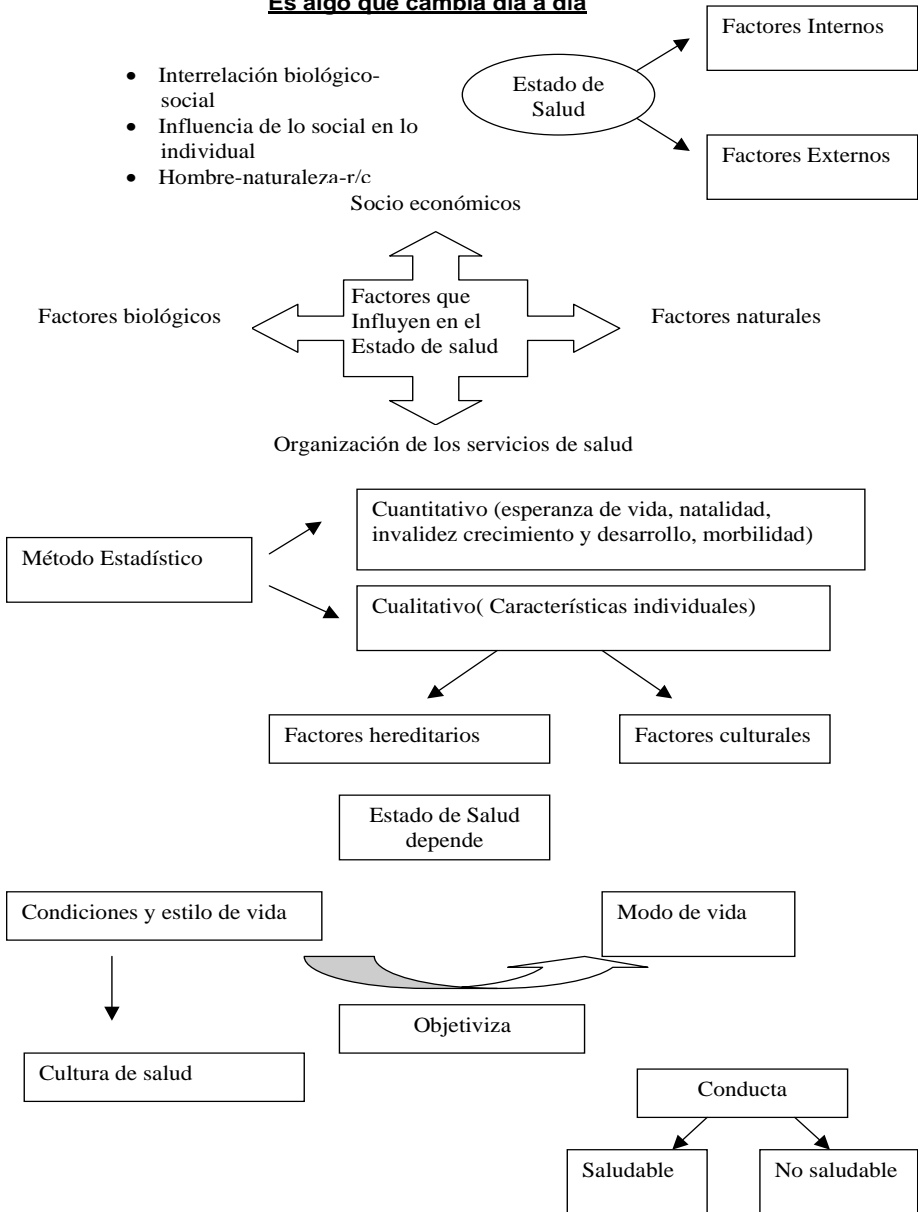 Es algo que cambia día a día
Factores Internos
• Interrelación biológico-
social
• Influencia de lo social en lo
individual
• Hombre-naturaleza-r/c
Estado de
Salud
Factores Externos
Socio económicos
Factores biológicos
Factores que
Influyen en el
Estado de salud
Factores naturales
Organización de los servicios de salud
Método Estadístico
Cuantitativo (esperanza de vida, natalidad,
invalidez crecimiento y desarrollo, morbilidad)
Cualitativo( Características individuales)
Factores hereditarios
Factores culturales
Estado de Salud
depende
Condiciones y estilo de vida
Modo de vida
Objetiviza
Cultura de salud
Conducta
Saludable
No saludable